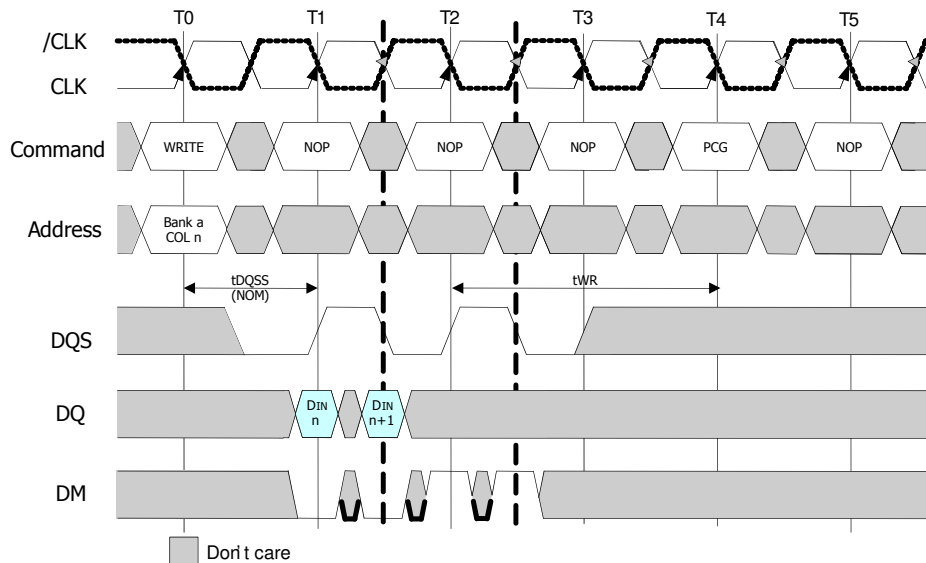 T0 T1 T2 T3 T4 T5
/CLK
CLK
Command WRITE NOP NOP NOP PCG NOP
Address Bank a
COL n
tDQSS
(NOM)
tWR
DQS
DQ DIN
n
DIN
n+1
DM
Don't care